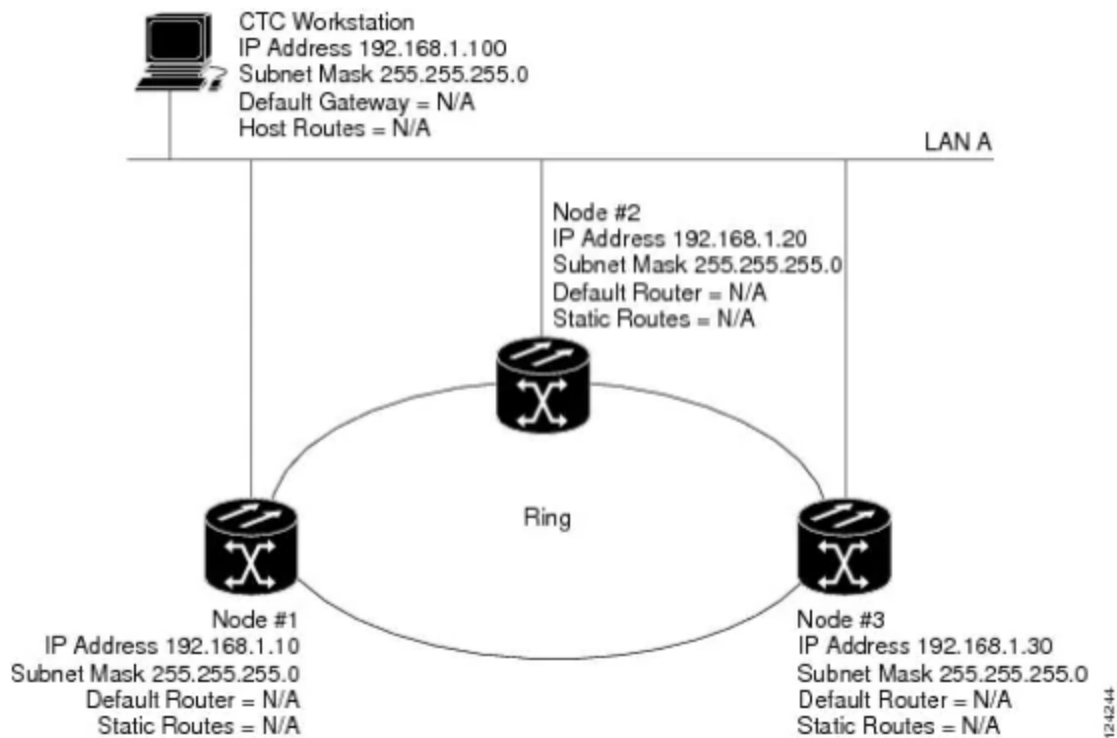 CTC Workstation
IP Address 192.168.1.100
Subnet Mask 255.255.255.0
Default Gateway = N/A
Host Routes = N/A
LAN A
Node #2
IP Address 192.168.1.20
Subnet Mask 255.255.255.0
Default Router = N/A
Static Routes = N/A
Ring
Node #1
IP Address 192.168.1.10
Subnet Mask 255.255.255.0
Default Router = N/A
Static Routes = N/A
Node #3
IP Address 192.168.1.30
Subnet Mask 255.255.255.0
Default Router = N/A
Static Routes = N/A
124244